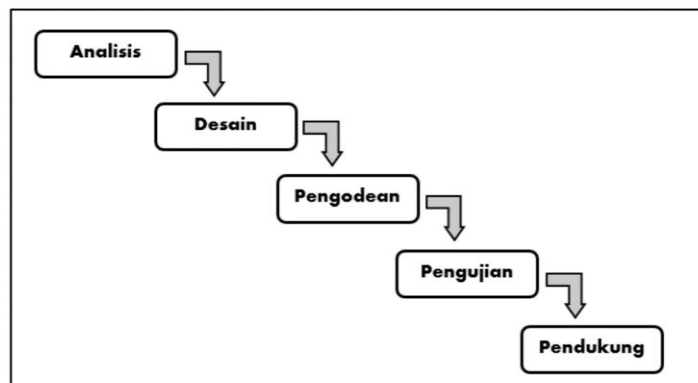 Analisis
Desain
Pengodean
Pengujian
Pendukung